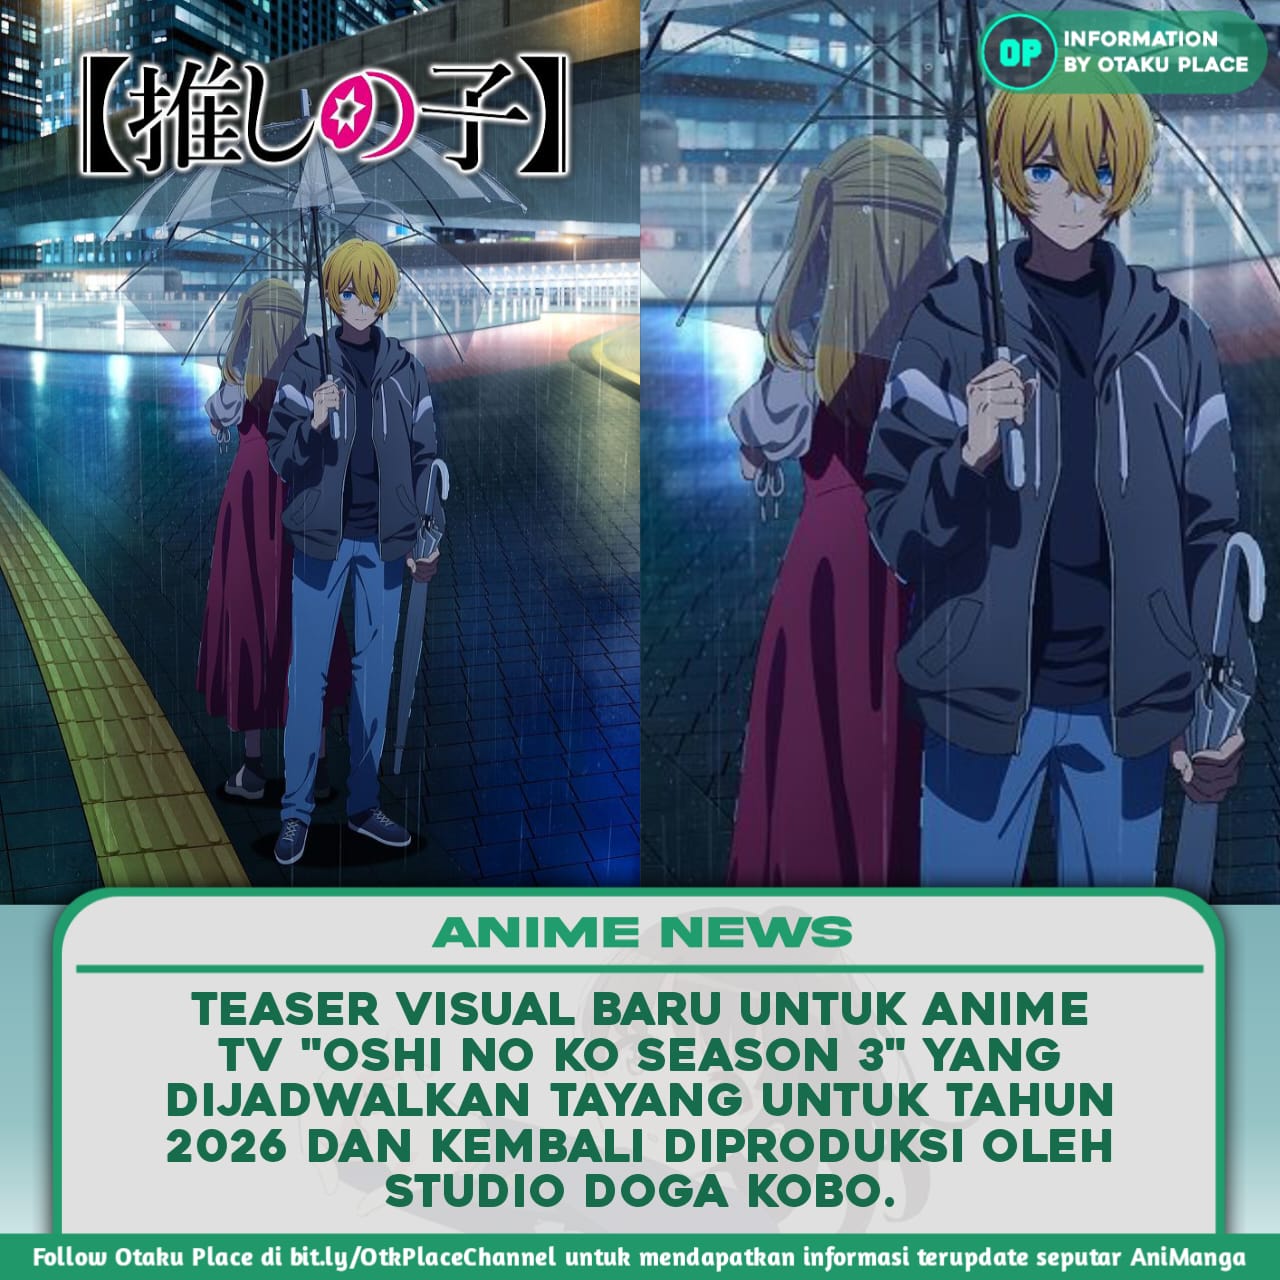 【推しの子】
OP
INFORMATION
BY OTAKU PLACE
ANIME NEWS
TEASER VISUAL BARU UNTUK ANIME
TV "OSHI NO KO SEASON 3" YANG
DIJADWALKAN TAYANG UNTUK TAHUN
2026 DAN KEMBALI DIPRODUKSI OLEH
STUDIO DOGA KOBO.
Follow Otaku Place di bit.ly/OtkPlaceChannel untuk mendapatkan informasi terupdate seputar AniManga